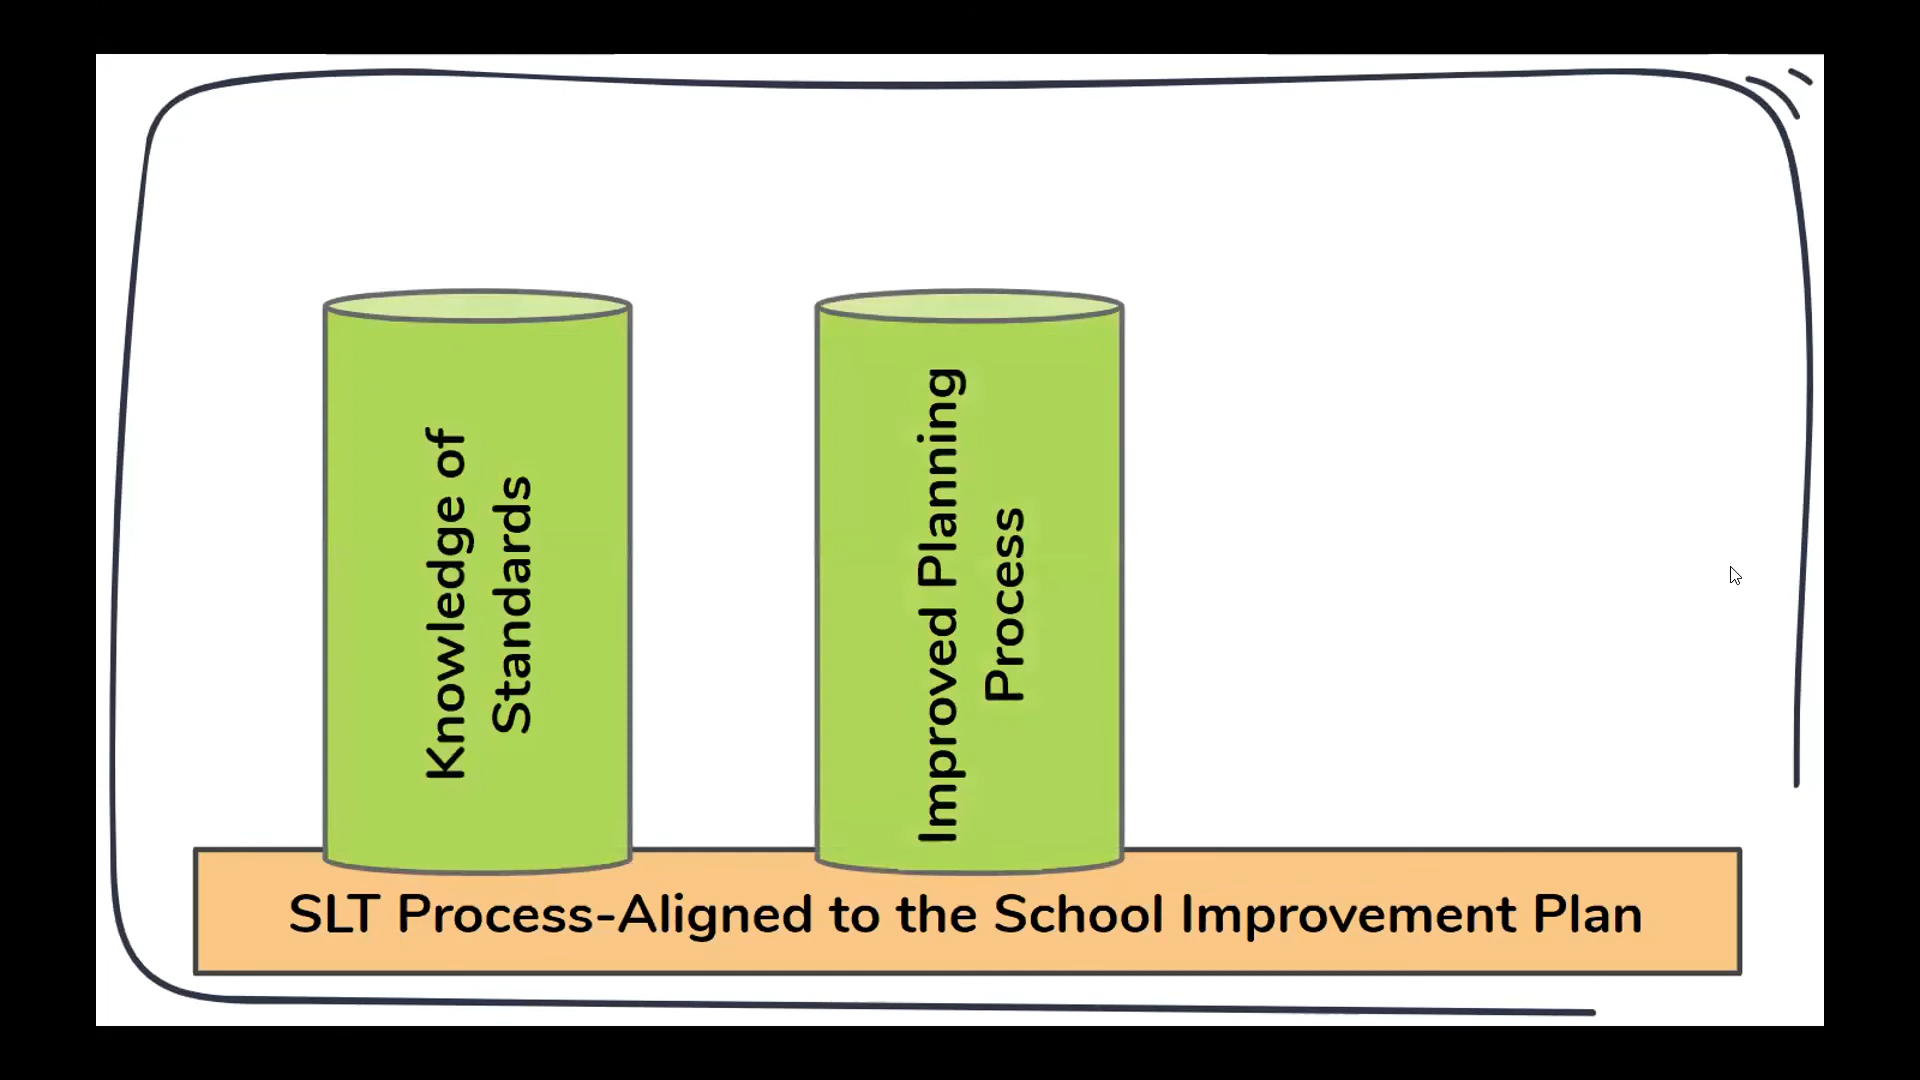 Knowledge of
Standards
Improved Planning
Process
SLT Process-Aligned to the School Improvement Plan